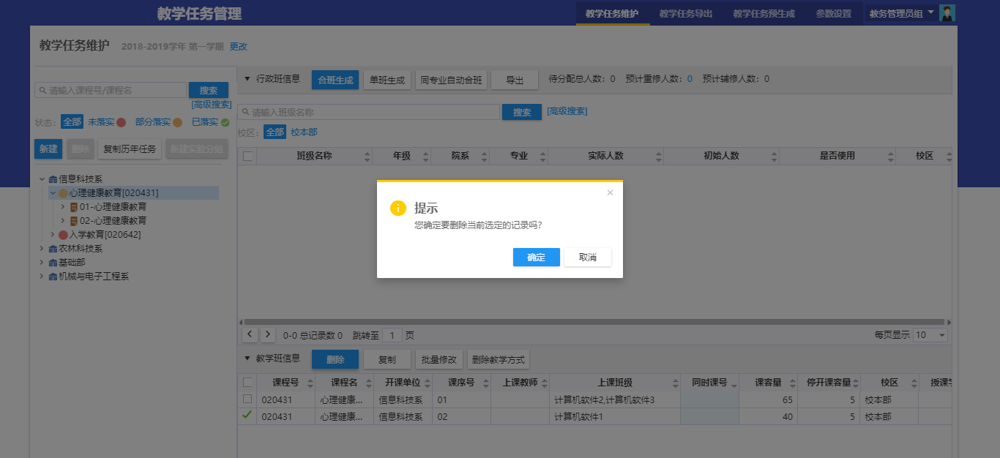 教学任务管理 教学任务维护 教学任务导出 教学任务预生成 参数设置 教务管理员组
教学任务维护 2018-2019学年 第一学期 更改
行政班信息 合班生成 单班生成 同专业自动合班 导出 待分配总人数：0 预计重修人数：0 预计辅修人数：0
请输入课程号/课程名 搜索
[高级搜索]
请输入班级名称 搜索 [高级搜索]
状态： 全部 未落实 部分落实 已落实
校区： 全部 校本部
新建 删除 复制历年任务 新建实验分组
班级名称 年级 院系 专业 实际人数 初始人数 是否使用 校区
信息科技系
心理健康教育[020431]
01-心理健康教育
02-心理健康教育
入学教育[020642]
农林科技系
基础部
机械与电子工程系
提示
您确定要删除当前选定的记录吗?
确定 取消
0-0 总记录数 0 跳转至 1 页 每页显示 10
教学班信息 删除 复制 批量修改 删除教学方式
课程号 课程名 开课单位 课序号 上课教师 上课班级 同时课号 课容量 停开课容量 校区 授课学
020431 心理健康... 信息科技系 01 计算机软件2,计算机软件3 65 5 校本部
020431 心理健康... 信息科技系 02 计算机软件1 40 5 校本部